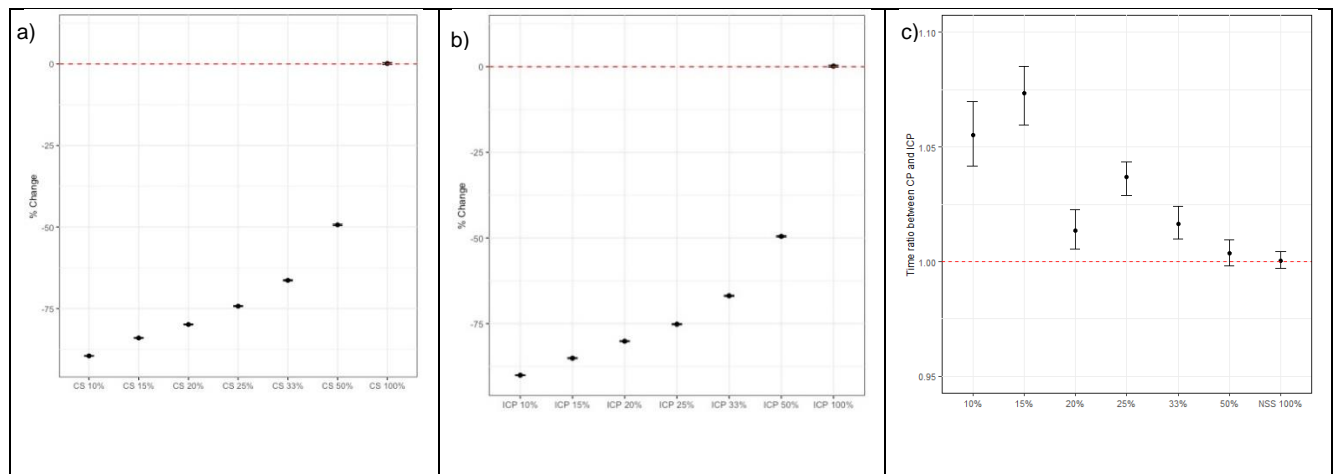 a)
0
-25
-50
-75
% Change
CS 10% CS 15% CS 20% CS 25% CS 33% CS 50% CS 100%
b)
0
-25
-50
-75
% Change
ICP 10% ICP 15% ICP 20% ICP 25% ICP 33% ICP 50% ICP 100%
c)
1.10
1.05
1.00
0.95
Time ratio between CP and ICP
10% 15% 20% 25% 33% 50% NSS 100%